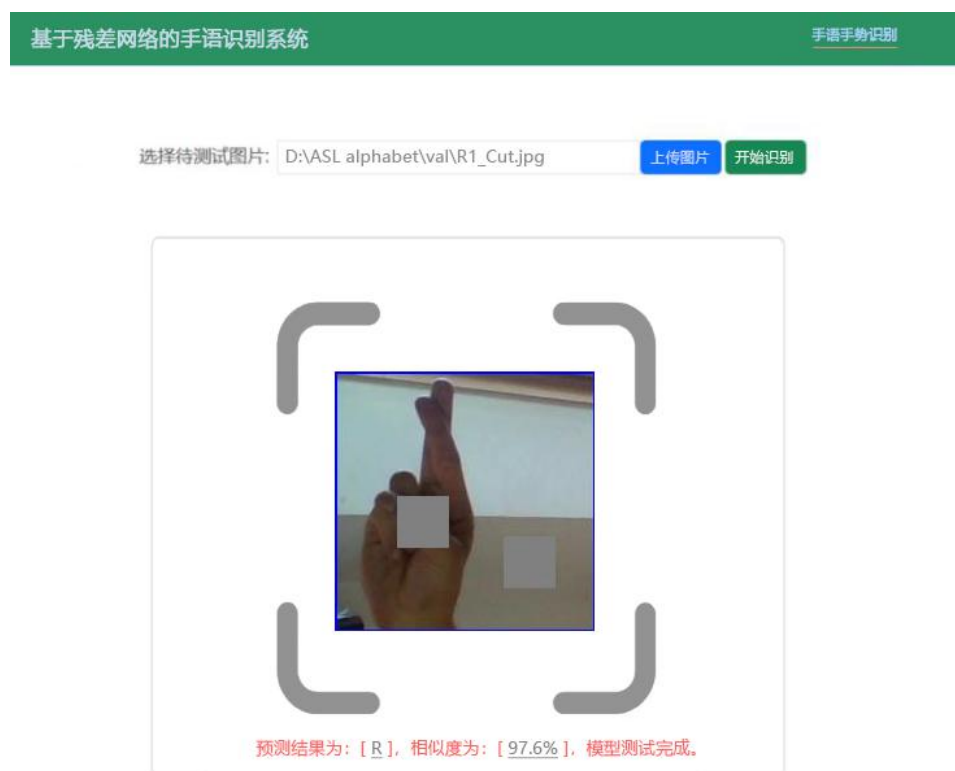 基于残差网络的手语识别系统 手语手势识别
选择待测试图片: D:\ASL alphabet\val\R1_Cut.jpg 上传图片 开始识别
预测结果为：[ R ]，相似度为：[ 97.6% ]，模型测试完成。